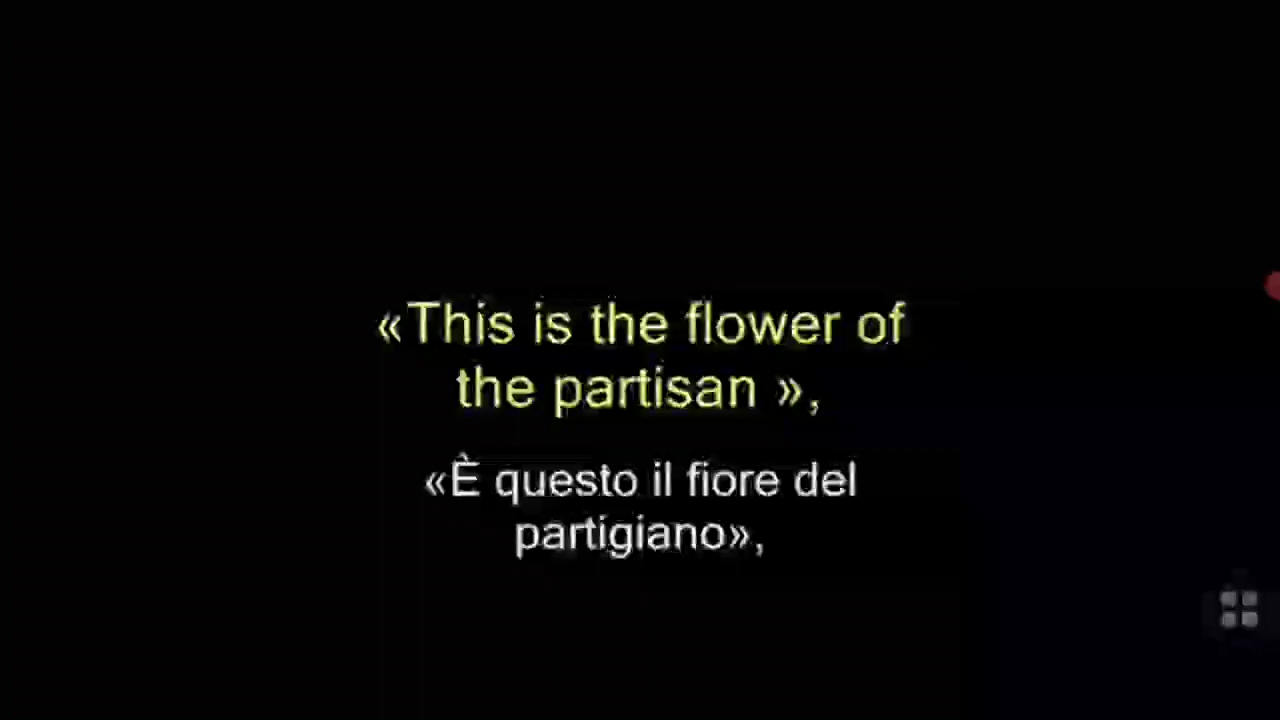 «This is the flower of
the partisan »,
«È questo il fiore del
partigiano»,